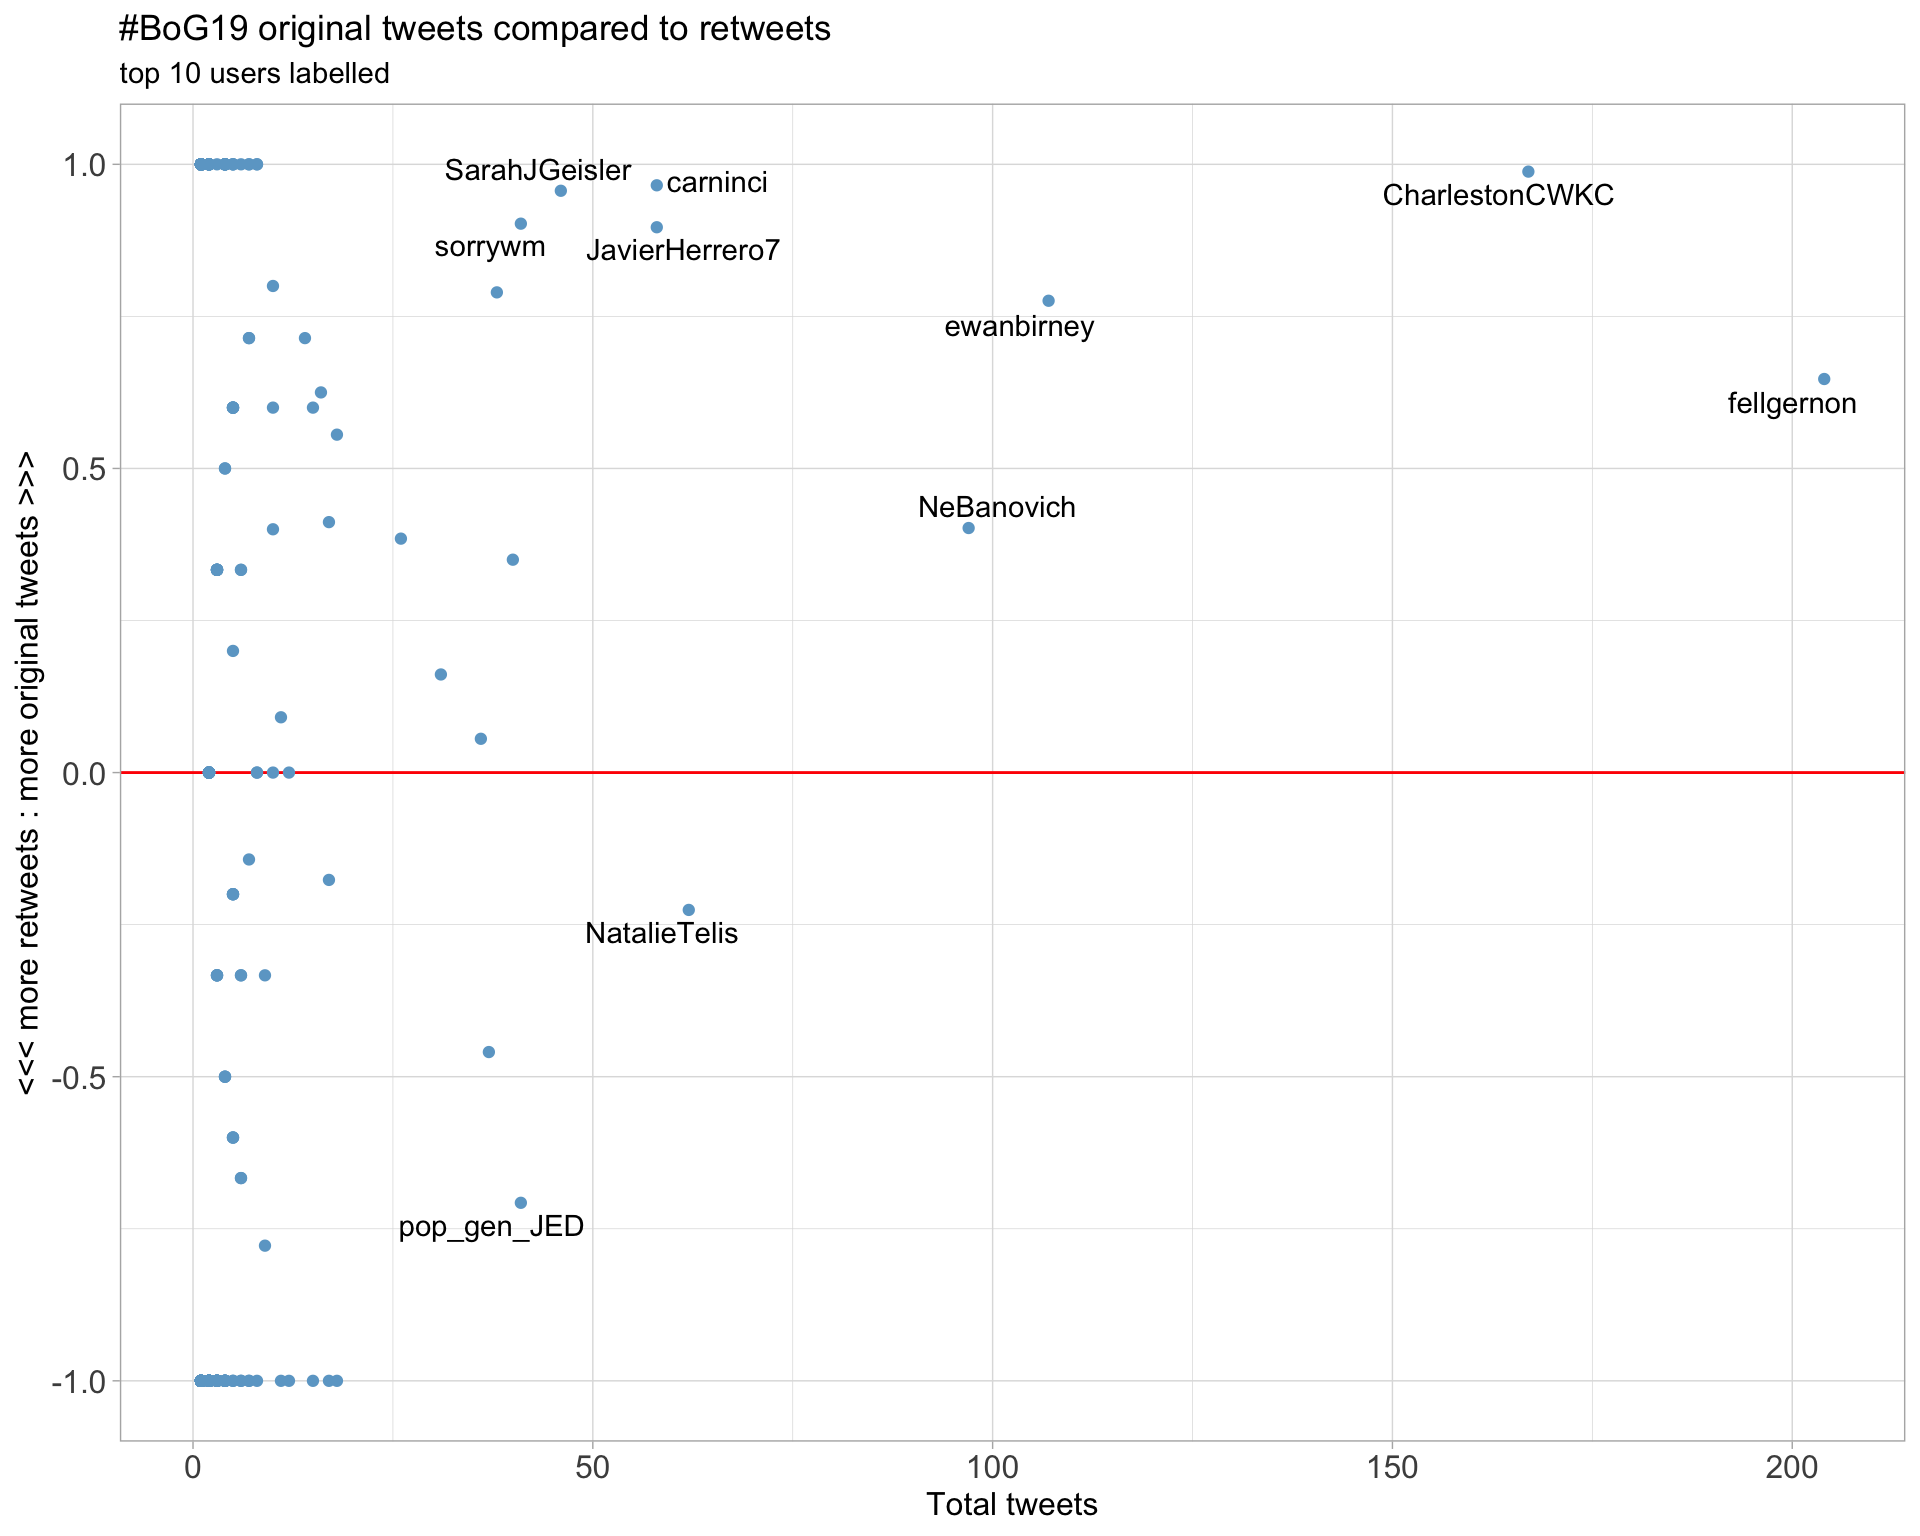 #BoG19 original tweets compared to retweets
top 10 users labelled
<<< more retweets : more original tweets >>>
1.0
0.5
0.0
-0.5
-1.0
SarahJGeisler
carninci
CharlestonCWKC
sorrywm
JavierHerrero7
ewanbirney
fellgernon
NeBanovich
NatalieTelis
pop_gen_JED
0 50 100 150 200
Total tweets